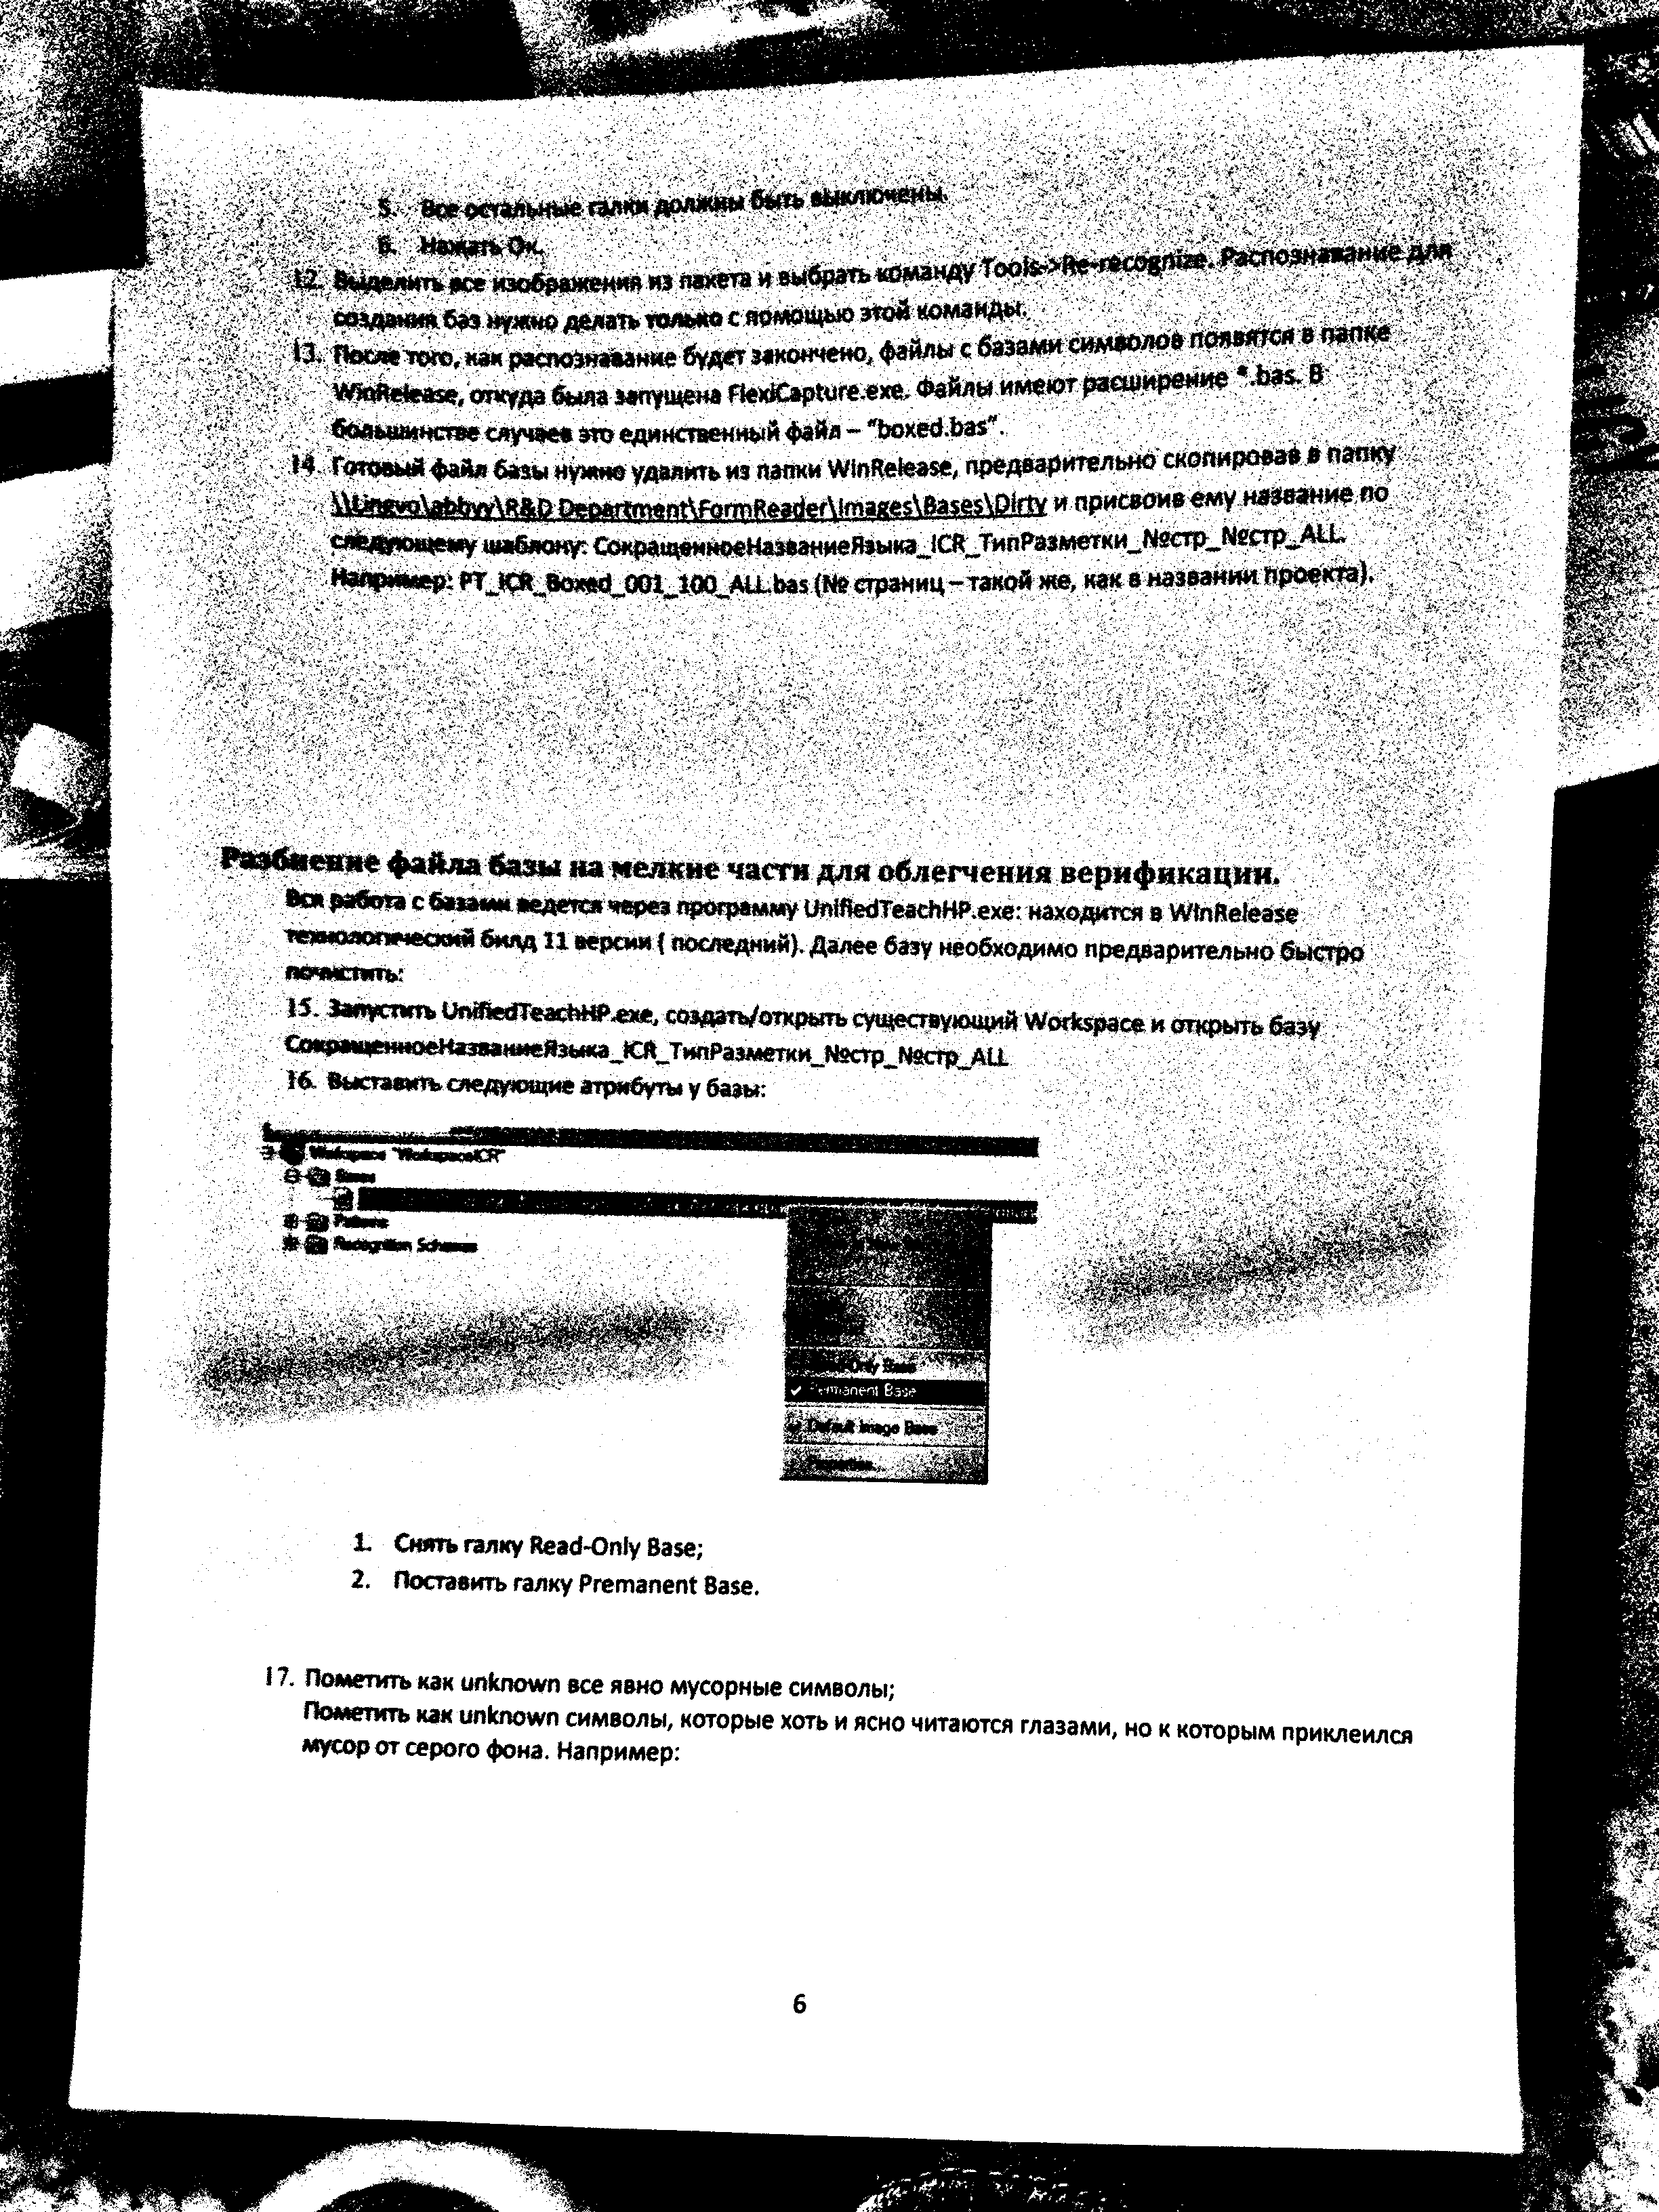 5. Все остальные галки должны быть выключены.
6. Нажать Ок.
12. Выделить все изображения из пакета и выбрать команду Tools->Re-recognize. Распознавание для
создания баз нужно делать только с помощью этой команды.
13. После того, как распознавание будет закончено, файлы с базами символов появятся в папке
WinRelease, откуда была запущена FlexiCapture.exe. Файлы имеют расширение *.bas. В
большинстве случаев это единственный файл – “boxed.bas”.
14. Готовый файл базы нужно удалить из папки WinRelease, предварительно скопировав в папку
\\Lingvo\abbyy\R&D Department\FormReader\Images\Bases\Dirty и присвоив ему название по
следующему шаблону: СокращенноеНазваниеЯзыка_ICR_ТипРазметки_№стр_№стр_ALL.
Например: PT_ICR_Boxed_001_100_ALL.bas (№ страниц – такой же, как в названии проекта).
Разбиение файла базы на мелкие части для облегчения верификации.
Вся работа с базами ведется через программу UnifiedTeachHP.exe: находится в WinRelease
технологический билд 11 версии ( последний). Далее базу необходимо предварительно быстро
почистить:
15. Запустить UnifiedTeachHP.exe, создать/открыть существующий Workspace и открыть базу
СокращенноеНазваниеЯзыка_ICR_ТипРазметки_№стр_№стр_ALL
16. Выставить следующие атрибуты у базы:
Workspace "WorkspaceICR"
Bases
Patterns
Recognition Schemes
Read-Only Base
Permanent Base
Default Image Base
Properties...
1. Снять галку Read-Only Base;
2. Поставить галку Premanent Base.
17. Пометить как unknown все явно мусорные символы;
Пометить как unknown символы, которые хоть и ясно читаются глазами, но к которым приклеился
мусор от серого фона. Например:
6